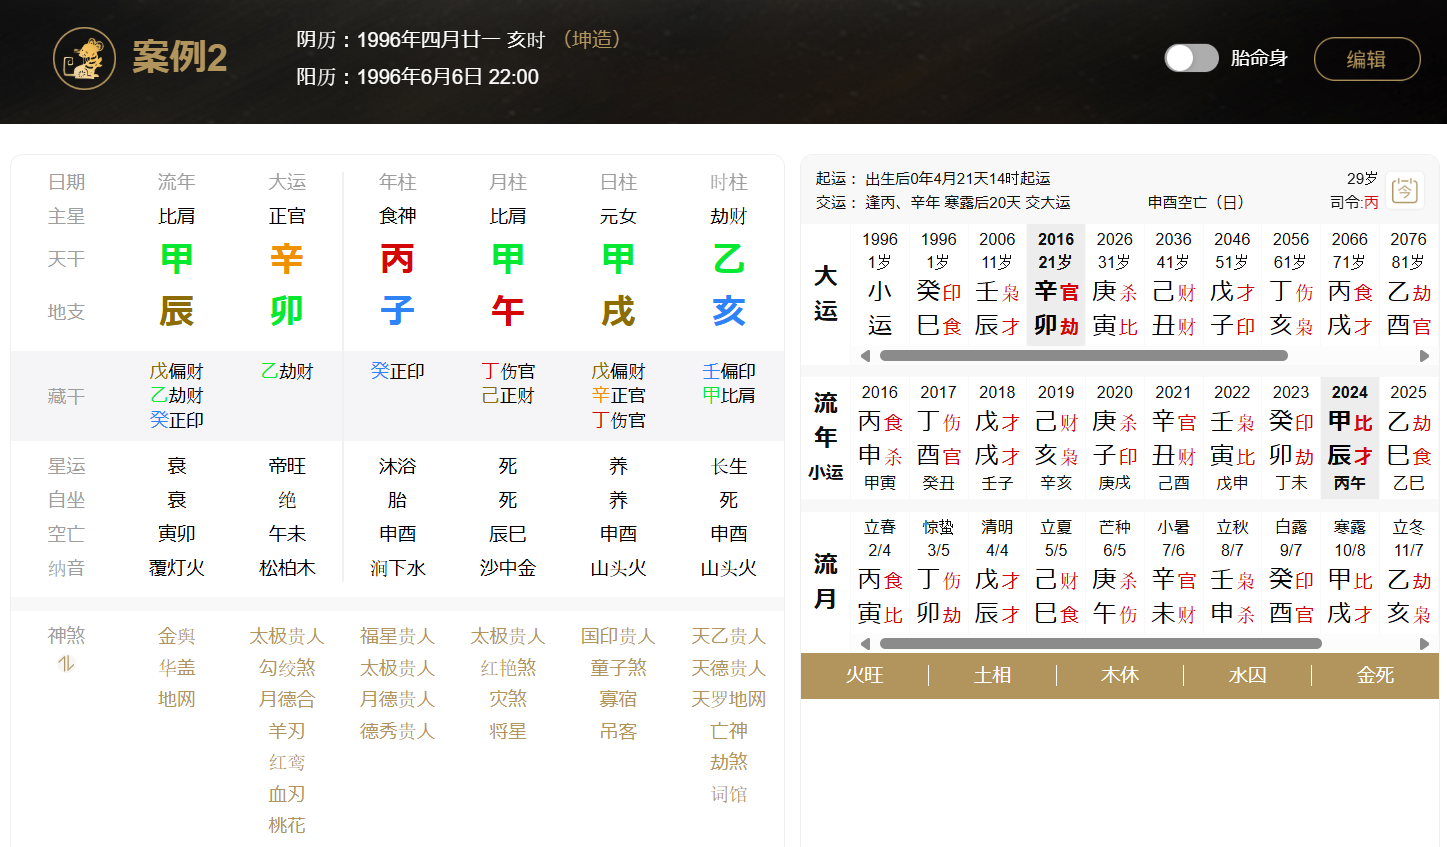 案例2
阴历：1996年四月廿一 亥时 （坤造）
阳历：1996年6月6日 22:00
胎命身
编辑
日期 流年 大运 年柱 月柱 日柱 时柱
主星 比肩 正官 食神 比肩 元女 劫财
天干 甲 辛 丙 甲 甲 乙
地支 辰 卯 子 午 戌 亥
藏干
戊偏财 乙劫财 癸正印 丁伤官 戊偏财 壬偏印
乙劫财 己正财 辛正官 甲比肩
癸正印 丁伤官
星运 衰 帝旺 沐浴 死 养 长生
自坐 衰 绝 胎 死 养 死
空亡 寅卯 午未 申酉 辰巳 申酉 申酉
纳音 覆灯火 松柏木 涧下水 沙中金 山头火 山头火
神煞 金舆 太极贵人 福星贵人 太极贵人 国印贵人 天乙贵人
华盖 勾绞煞 太极贵人 红艳煞 童子煞 天德贵人
地网 月德合 月德贵人 灾煞 寡宿 天罗地网
羊刃 德秀贵人 将星 吊客 亡神
红鸾 劫煞
血刃 词馆
桃花
起运： 出生后0年4月21天14时起运 29岁
交运： 逢丙、辛年 寒露后20天 交大运 申酉空亡（日） 司令:丙
今
大运
1996 1996 2006 2016 2026 2036 2046 2056 2066 2076
1岁 1岁 11岁 21岁 31岁 41岁 51岁 61岁 71岁 81岁
小 癸印 壬枭 辛官 庚杀 己财 戊才 丁伤 丙食 乙劫
运 巳食 辰才 卯劫 寅比 丑财 子印 亥枭 戌才 酉官
流年
小运
2016 2017 2018 2019 2020 2021 2022 2023 2024 2025
丙食 丁伤 戊才 己财 庚杀 辛官 壬枭 癸印 甲比 乙劫
申杀 酉官 戌才 亥枭 子印 丑财 寅比 卯劫 辰才 巳食
甲寅 癸丑 壬子 辛亥 庚戌 己酉 戊申 丁未 丙午 乙巳
流月
立春 惊蛰 清明 立夏 芒种 小暑 立秋 白露 寒露 立冬
2/4 3/5 4/4 5/5 6/5 7/6 8/7 9/7 10/8 11/7
丙食 丁伤 戊才 己财 庚杀 辛官 壬枭 癸印 甲比 乙劫
寅比 卯劫 辰才 巳食 午伤 未财 申杀 酉官 戌才 亥枭
火旺 土相 木休 水囚 金死